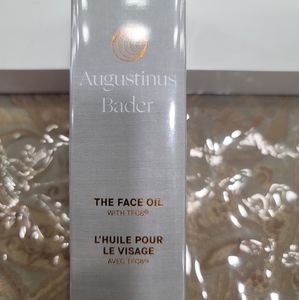 Augustinus
Bader
THE FACE OIL
WITH TFC8®
L'HUILE POUR
LE VISAGE
AVEC TFC8®